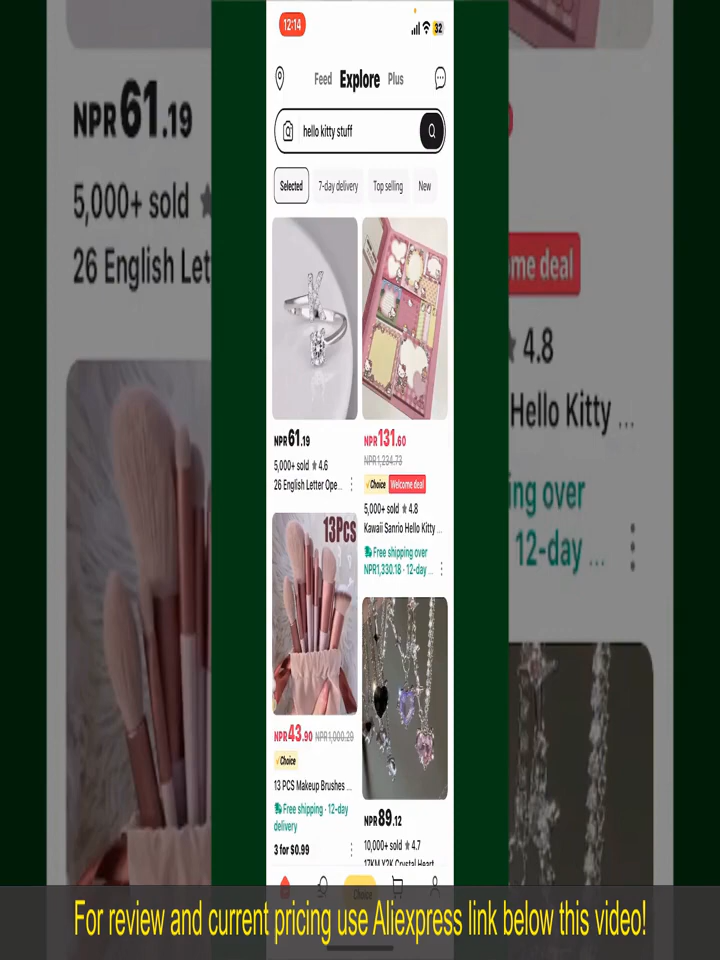 12:14
32
Feed Explore Plus
hello kitty stuff
Selected 7-day delivery Top selling New
NPR61.19
5,000+ sold ★4.6
26 English Letter Ope...
NPR131.60
NPR1,234.73
Choice Welcome deal
5,000+ sold ★4.8
Kawaii Sanrio Hello Kitty ...
Free shipping over
NPR1,330.18 · 12-day ...
13Pcs
NPR43.90 NPR1,000.29
Choice
13 PCS Makeup Brushes ...
Free shipping · 12-day
delivery
3 for $0.99
NPR89.12
10,000+ sold ★4.7
17KM Y2K Crystal Heart
Choice
NPR61.19
5,000+ sold ★
26 English Let
me deal
4.8
Hello Kitty ...
ing over
12-day ...
For review and current pricing use Aliexpress link below this video!